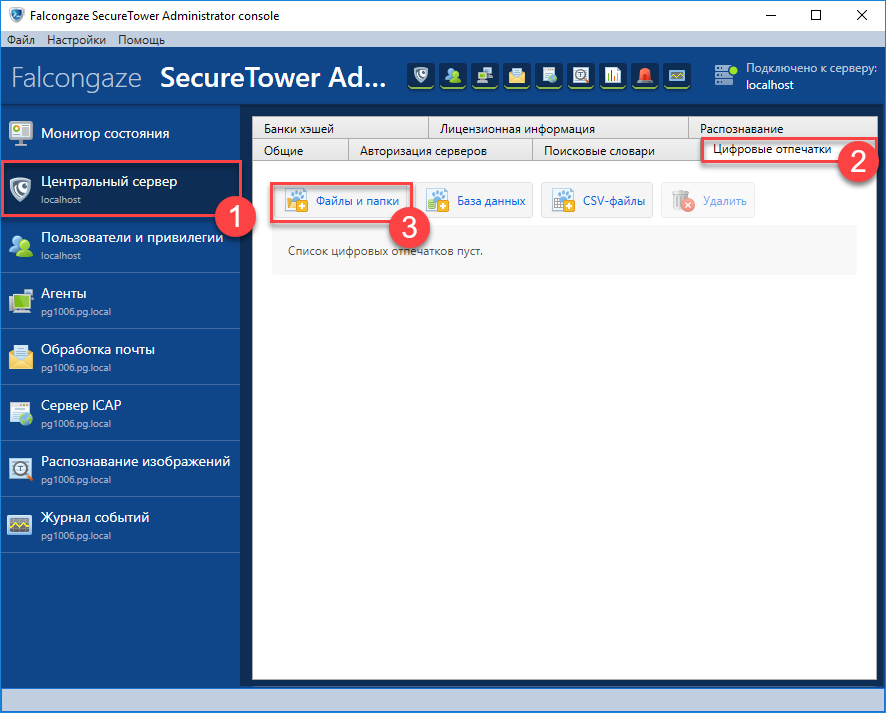 Falcongaze SecureTower Administrator console
Файл Настройки Помощь
Falcongaze SecureTower Ad...
Подключено к серверу:
localhost
Монитор состояния
Центральный сервер
localhost
1
Пользователи и привилегии
localhost
Агенты
pg1006.pg.local
Обработка почты
pg1006.pg.local
Сервер ICAP
pg1006.pg.local
Распознавание изображений
pg1006.pg.local
Журнал событий
pg1006.pg.local
Банки хэшей Лицензионная информация Распознавание
Общие Авторизация серверов Поисковые словари Цифровые отпечатки
2
Файлы и папки База данных CSV-файлы Удалить
3
Список цифровых отпечатков пуст.